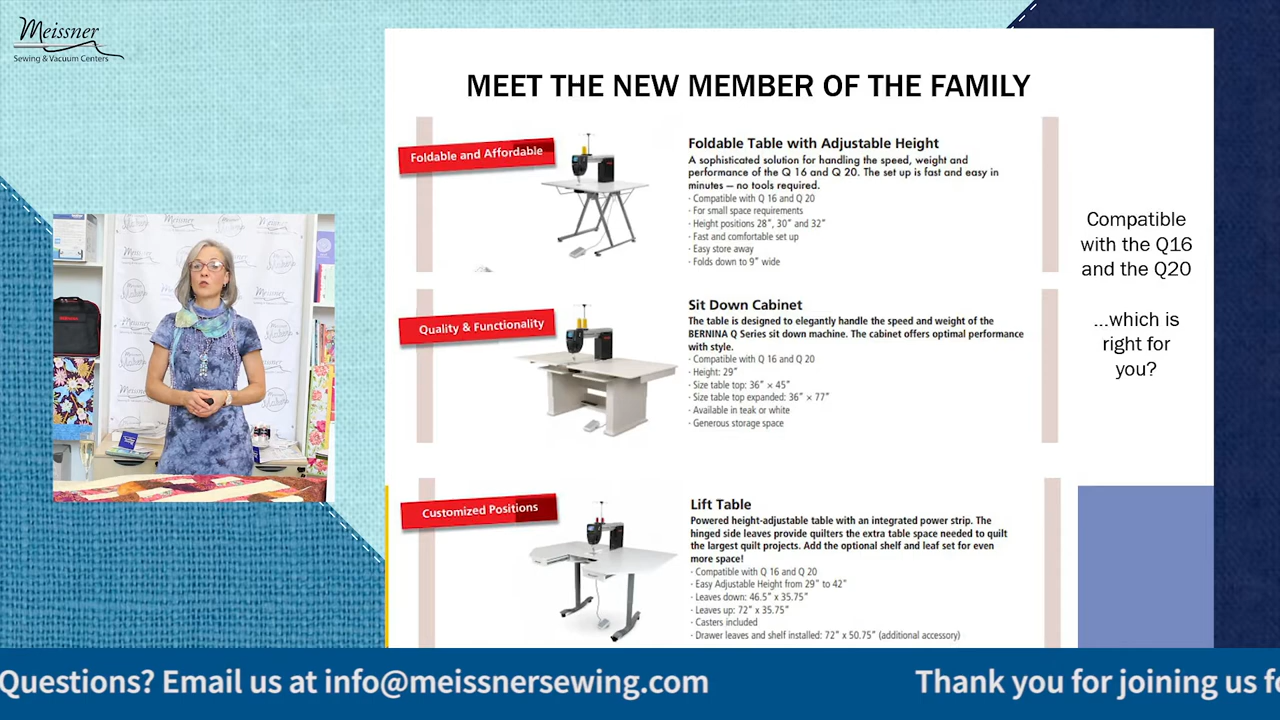 Meissner
Sewing & Vacuum Centers
MEET THE NEW MEMBER OF THE FAMILY
Foldable and Affordable
Foldable Table with Adjustable Height
A sophisticated solution for handling the speed, weight and
performance of the Q 16 and Q 20. The set up is fast and easy in
minutes – no tools required.
· Compatible with Q 16 and Q 20
· For small space requirements
· Height positions 28", 30" and 32"
· Fast and comfortable set up
· Easy store away
· Folds down to 9" wide
Quality & Functionality
Sit Down Cabinet
The table is designed to elegantly handle the speed and weight of the
BERNINA Q Series sit down machine. The cabinet offers optimal performance
with style.
· Compatible with Q 16 and Q 20
· Height: 29"
· Size table top: 36" × 45"
· Size table top expanded: 36" × 77"
· Available in teak or white
· Generous storage space
Customized Positions
Lift Table
Powered height-adjustable table with an integrated power strip. The
hinged side leaves provide quilters the extra table space needed to quilt
the largest quilt projects. Add the optional shelf and leaf set for even
more space!
· Compatible with Q 16 and Q 20
· Easy Adjustable Height from 29" to 42"
· Leaves down: 46.5" x 35.75"
· Leaves up: 72" x 35.75"
· Casters included
· Drawer leaves and shelf installed: 72" x 50.75" (additional accessory)
Compatible
with the Q16
and the Q20
...which is
right for
you?
Questions? Email us at info@meissnersewing.com
Thank you for joining us fo